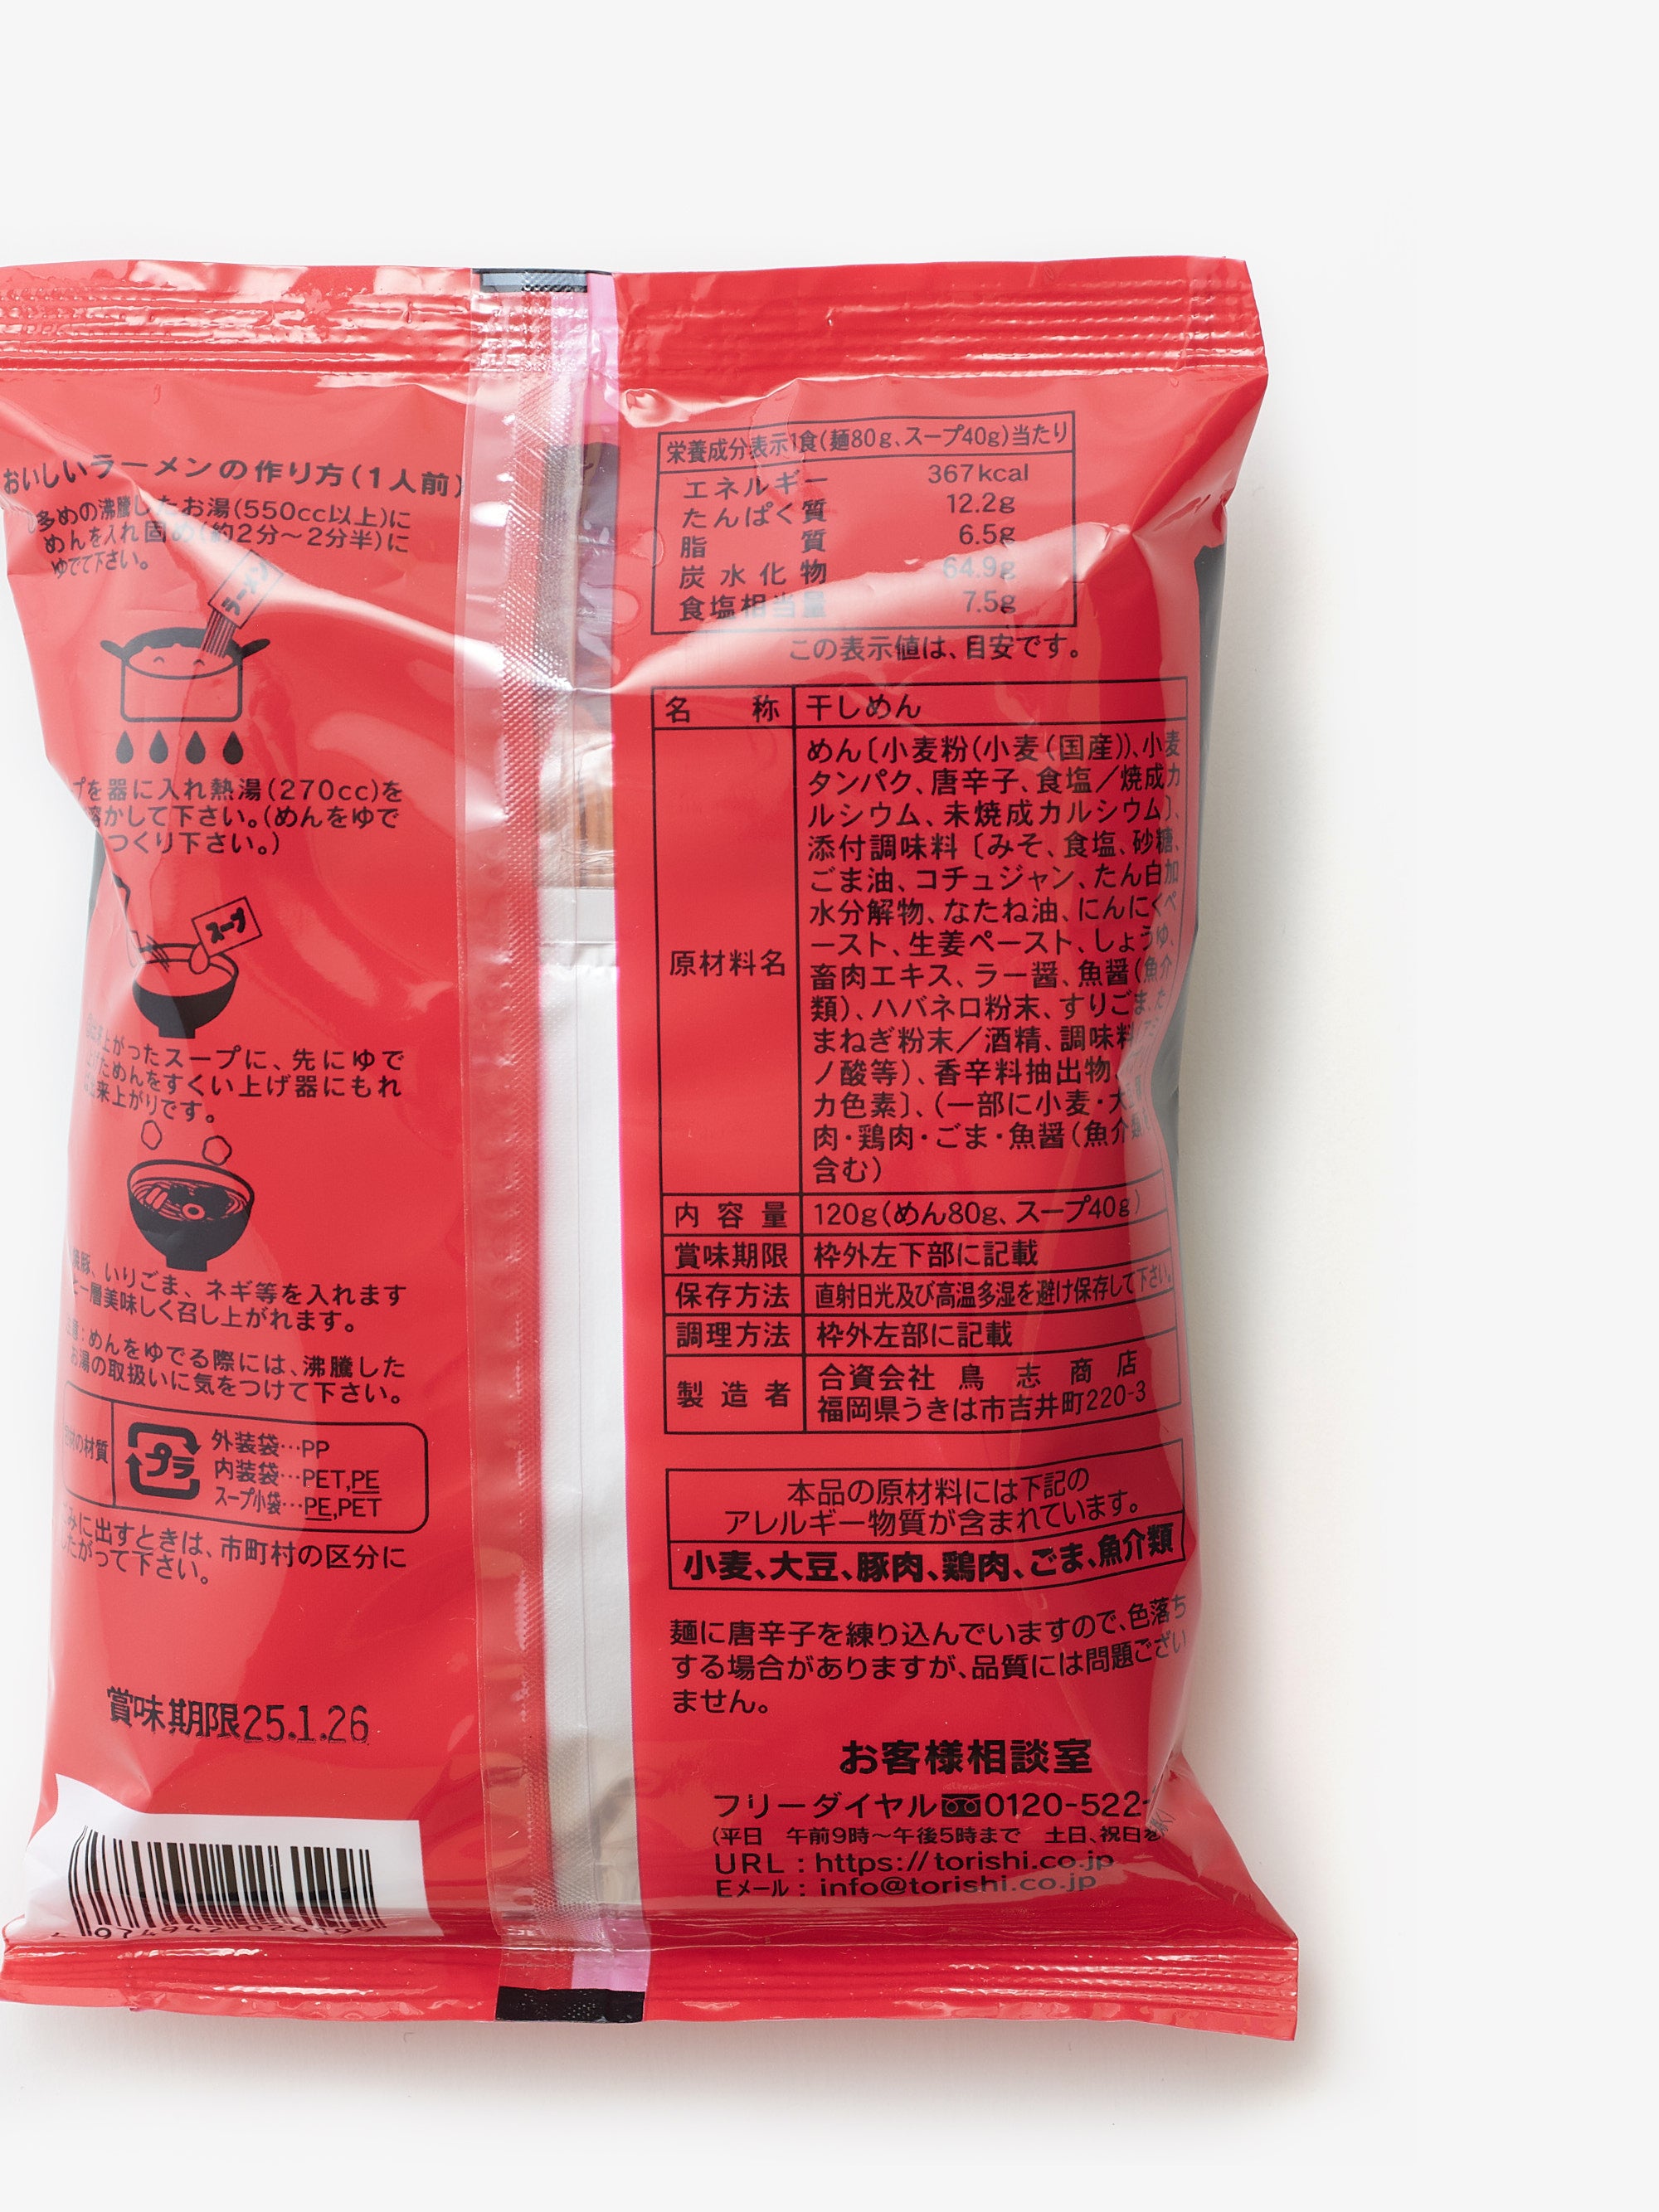 おいしいラーメンの作り方(1人前)
多めの沸騰したお湯(550cc以上)に
めんを入れ固め(約2分〜2分半)に
ゆでて下さい。
ラーメン
プを器に入れ熱湯(270cc)を
溶かして下さい。(めんをゆで
つくり下さい。)
スープ
上がったスープに、先にゆで
ためんをすくい上げ器にもれ
来上がりです。
焼豚、いりごま、ネギ等を入れます
と一層美味しく召し上がれます。
注意:めんをゆでる際には、沸騰した
お湯の取扱いに気をつけて下さい。
の材質
プラ
外装袋…PP
内装袋…PET,PE
スープ小袋…PE,PET
ごみに出すときは、市町村の区分に
したがって下さい。
賞味期限25.1.26
栄養成分表示1食(麺80g、スープ40g)当たり
エネルギー 367kcal
たんぱく質 12.2g
脂質 6.5g
炭水化物 64.9g
食塩相当量 7.5g
この表示値は、目安です。
名称 干しめん
原材料名
めん〔小麦粉(小麦(国産))、小麦
タンパク、唐辛子、食塩/焼成カ
ルシウム、未焼成カルシウム〕、
添付調味料〔みそ、食塩、砂糖、
ごま油、コチュジャン、たん白加
水分解物、なたね油、にんにくペ
ースト、生姜ペースト、しょうゆ、
畜肉エキス、ラー醤、魚醤(魚介
類)、ハバネロ粉末、すりごま、た
まねぎ粉末/酒精、調味料(アミ
ノ酸等)、香辛料抽出物、
カ色素〕、(一部に小麦・大
肉・鶏肉・ごま・魚醤(魚介類)
含む)
内容量 120g(めん80g、スープ40g)
賞味期限 枠外左下部に記載
保存方法 直射日光及び高温多湿を避け保存して下さい。
調理方法 枠外左部に記載
製造者 合資会社 鳥志商店
福岡県うきは市吉井町220-3
本品の原材料には下記の
アレルギー物質が含まれています。
小麦、大豆、豚肉、鶏肉、ごま、魚介類
麺に唐辛子を練り込んでいますので、色落ち
する場合がありますが、品質には問題ござい
ません。
お客様相談室
フリーダイヤル 0120-522-
(平日 午前9時〜午後5時まで 土日、祝日を除く)
URL:https://torishi.co.jp
Eメール:info@torishi.co.jp